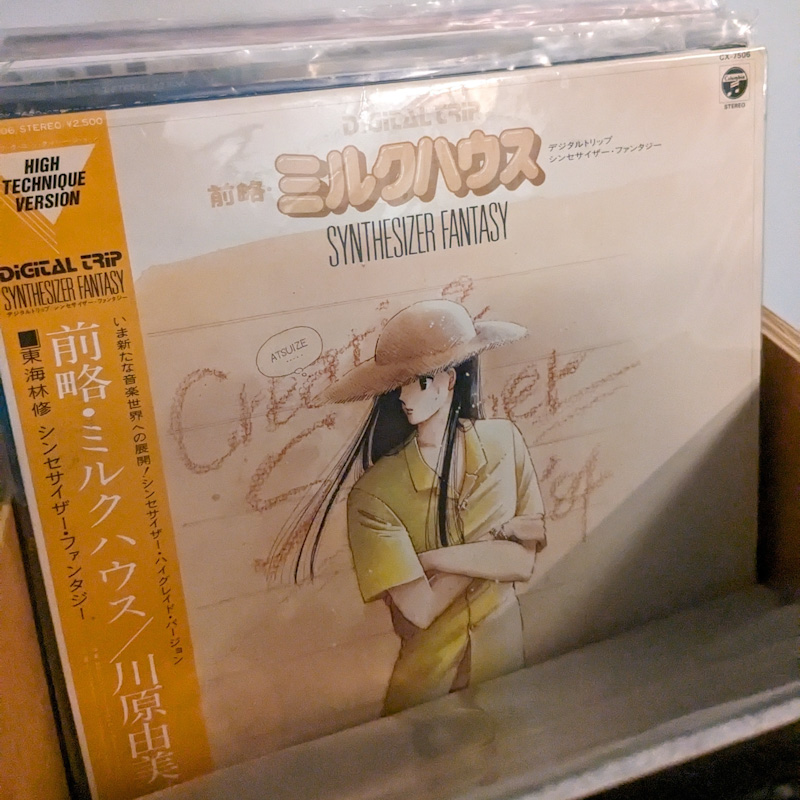 06 STEREO ¥2,500
HIGH
TECHNIQUE
VERSION
DIGITAL TRIP
SYNTHESIZER FANTASY
デジタルトリップ・シンセサイザー・ファンタジー
いま新たな音楽世界への展開!シンセサイザー・ハイグレイド・バージョン
前略・ミルクハウス/川原由美
■東海林修 シンセサイザー・ファンタジー
CX-7506
Columbia
STEREO
DIGITAL TRIP
前略・ミルクハウス
デジタルトリップ
シンセサイザー・ファンタジー
SYNTHESIZER FANTASY
ATSUIZE
......